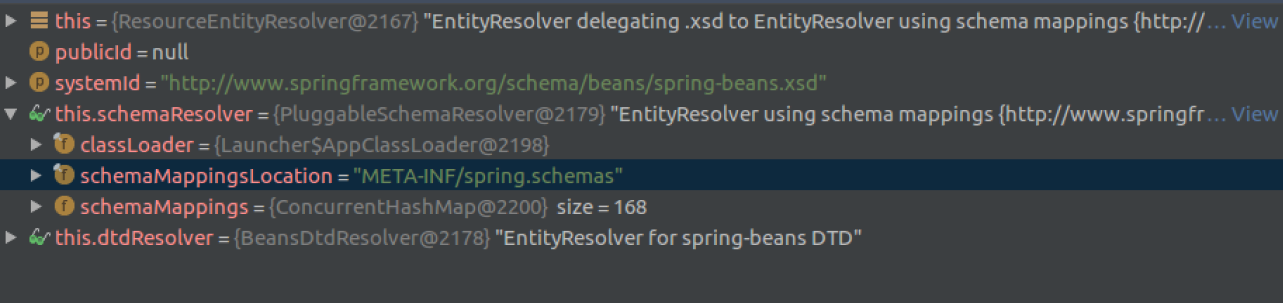 this = {ResourceEntityResolver@2167} "EntityResolver delegating .xsd to EntityResolver using schema mappings {http://… View
p publicId = null
p systemId = "http://www.springframework.org/schema/beans/spring-beans.xsd"
this.schemaResolver = {PluggableSchemaResolver@2179} "EntityResolver using schema mappings {http://www.springfr… View
f classLoader = {Launcher$AppClassLoader@2198}
f schemaMappingsLocation = "META-INF/spring.schemas"
f schemaMappings = {ConcurrentHashMap@2200} size = 168
this.dtdResolver = {BeansDtdResolver@2178} "EntityResolver for spring-beans DTD"